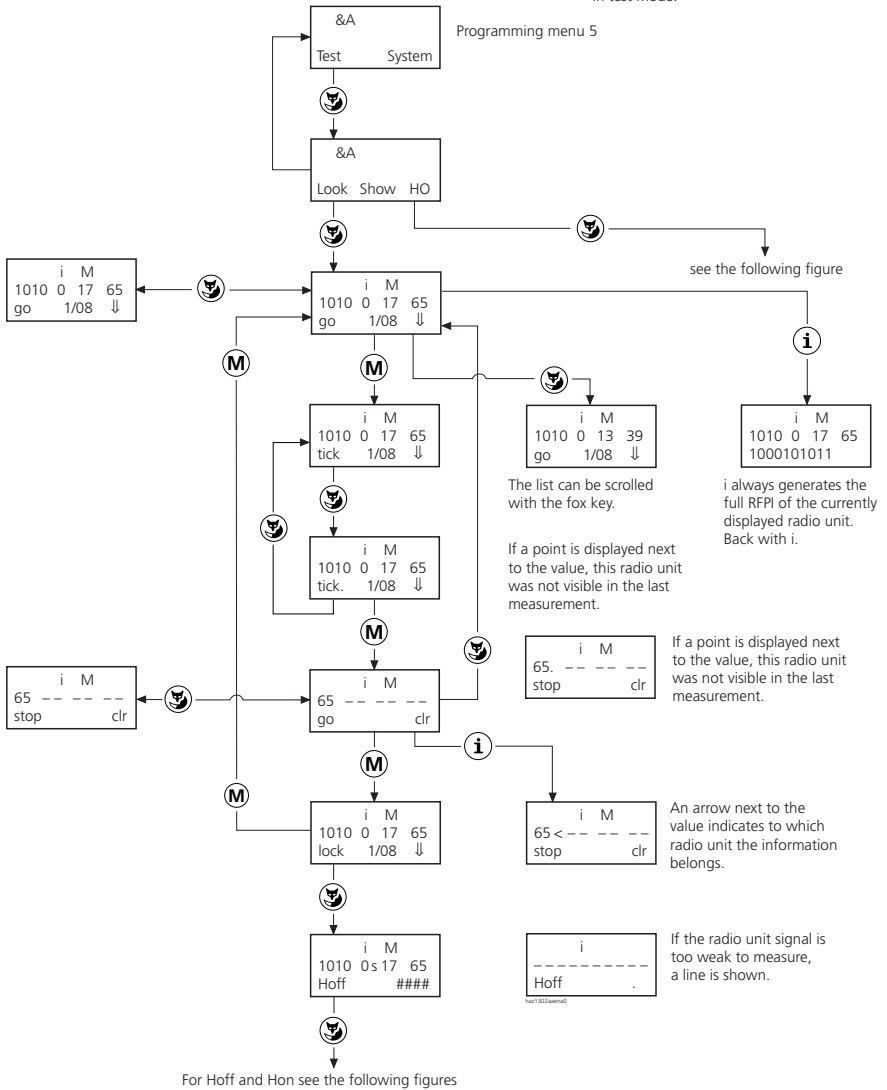 in test mode.
&A
Test System
Programming menu 5
&A
Look Show HO
see the following figure
i M
1010 0 17 65
go 1/08 ⇓
i M
1010 0 17 65
go 1/08 ⇓
i
M
M
i M
1010 0 17 65
tick 1/08 ⇓
i M
1010 0 13 39
go 1/08 ⇓
i M
1010 0 17 65
1000101011
The list can be scrolled
with the fox key.
i always generates the
full RFPI of the currently
displayed radio unit.
Back with i.
If a point is displayed next
to the value, this radio unit
was not visible in the last
measurement.
i M
1010 0 17 65
tick. 1/08 ⇓
M
i M
65 –– –– ––
stop clr
i M
65 –– –– ––
go clr
i M
65. –– –– ––
stop clr
If a point is displayed next
to the value, this radio unit
was not visible in the last
measurement.
i
M
M
i M
1010 0 17 65
lock 1/08 ⇓
i M
65 < –– –– ––
stop clr
An arrow next to the
value indicates to which
radio unit the information
belongs.
i M
1010 0 s 17 65
Hoff ####
i
––––––––––
Hoff .
If the radio unit signal is
too weak to measure,
a line is shown.
For Hoff and Hon see the following figures